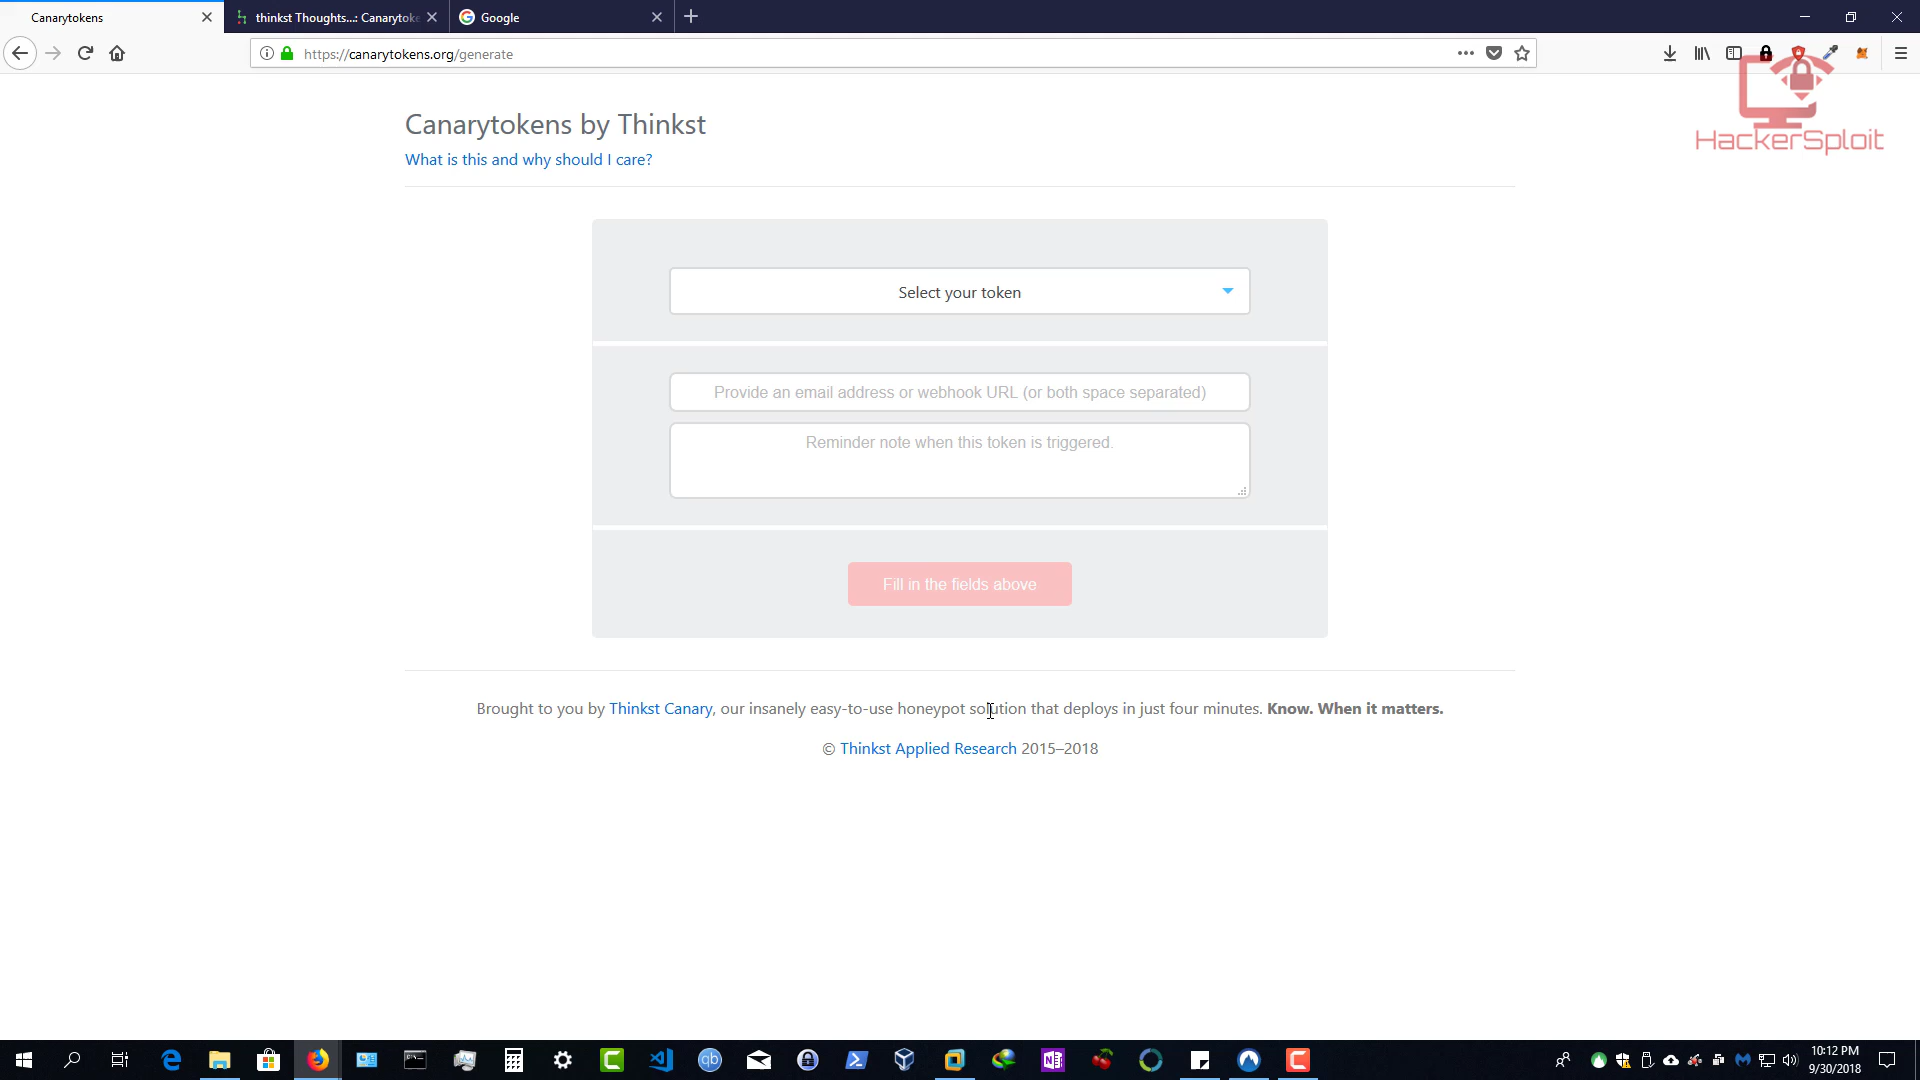 Canarytokens
thinkst Thoughts...: Canarytoke
Google
https://canarytokens.org/generate
HackerSploit
Canarytokens by Thinkst
What is this and why should I care?
Select your token
Provide an email address or webhook URL (or both space separated)
Reminder note when this token is triggered.
Fill in the fields above
Brought to you by Thinkst Canary, our insanely easy-to-use honeypot solution that deploys in just four minutes. Know. When it matters.
© Thinkst Applied Research 2015–2018
qb
10:12 PM
9/30/2018